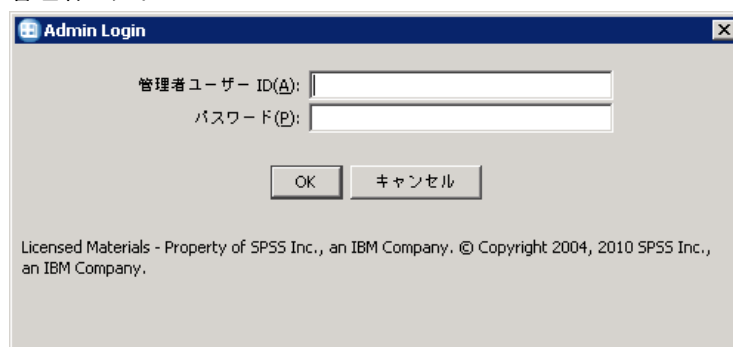 Admin Login
管理者ユーザー ID(A):
パスワード(P):
OK キャンセル
Licensed Materials - Property of SPSS Inc., an IBM Company. © Copyright 2004, 2010 SPSS Inc.,
an IBM Company.